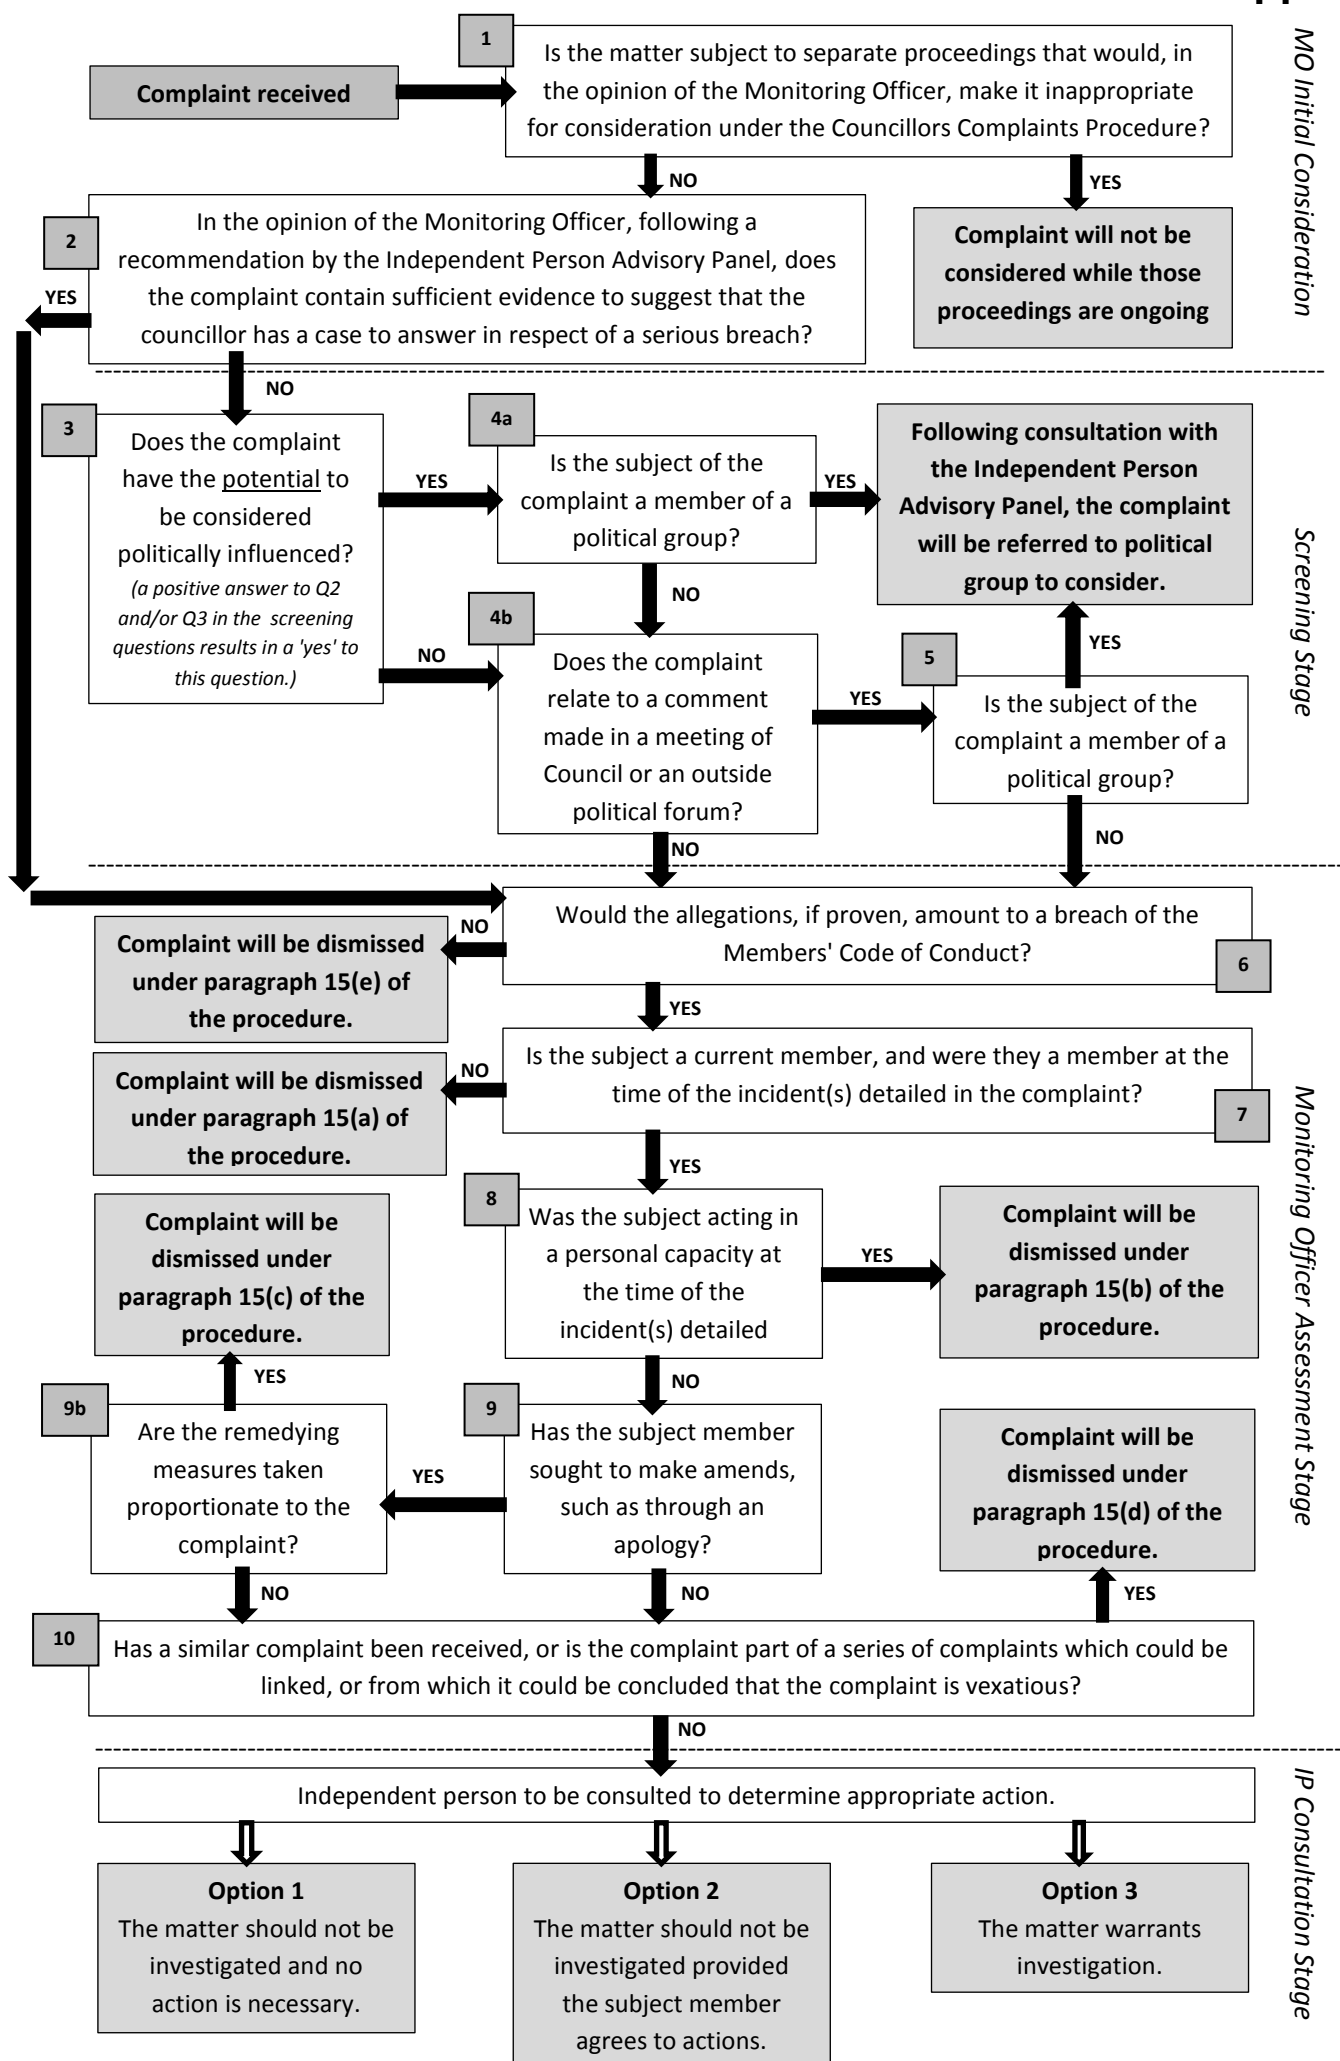 1
Is the matter subject to separate proceedings that would, in
the opinion of the Monitoring Officer, make it inappropriate
for consideration under the Councillors Complaints Procedure?
Complaint received
MO Initial Consideration
NO
YES
2
In the opinion of the Monitoring Officer, following a
recommendation by the Independent Person Advisory Panel, does
the complaint contain sufficient evidence to suggest that the
councillor has a case to answer in respect of a serious breach?
YES
Complaint will not be
considered while those
proceedings are ongoing
NO
3
Does the complaint
have the potential to
be considered
politically influenced?
(a positive answer to Q2
and/or Q3 in the screening
questions results in a 'yes' to
this question.)
YES
NO
4a
Is the subject of the
complaint a member of a
political group?
YES
NO
Following consultation with
the Independent Person
Advisory Panel, the complaint
will be referred to political
group to consider.
Screening Stage
4b
Does the complaint
relate to a comment
made in a meeting of
Council or an outside
political forum?
YES
NO
YES
5
Is the subject of the
complaint a member of a
political group?
NO
Would the allegations, if proven, amount to a breach of the
Members' Code of Conduct?
6
NO
Complaint will be dismissed
under paragraph 15(e) of
the procedure.
YES
Is the subject a current member, and were they a member at the
time of the incident(s) detailed in the complaint?
7
NO
Complaint will be dismissed
under paragraph 15(a) of
the procedure.
YES
Monitoring Officer Assessment Stage
8
Was the subject acting in
a personal capacity at
the time of the
incident(s) detailed
YES
Complaint will be
dismissed under
paragraph 15(b) of the
procedure.
Complaint will be
dismissed under
paragraph 15(c) of the
procedure.
YES
NO
9b
Are the remedying
measures taken
proportionate to the
complaint?
YES
9
Has the subject member
sought to make amends,
such as through an
apology?
Complaint will be
dismissed under
paragraph 15(d) of the
procedure.
NO
NO
YES
10
Has a similar complaint been received, or is the complaint part of a series of complaints which could be
linked, or from which it could be concluded that the complaint is vexatious?
NO
IP Consultation Stage
Independent person to be consulted to determine appropriate action.
Option 1
The matter should not be
investigated and no
action is necessary.
Option 2
The matter should not be
investigated provided
the subject member
agrees to actions.
Option 3
The matter warrants
investigation.